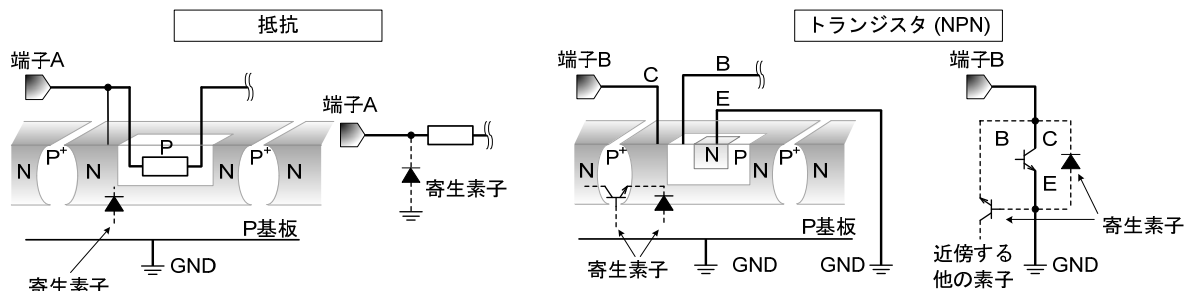 抵抗
端子A
N
P+
N
P
N
P+
N
寄生素子
P基板
GND
端子A
寄生素子
トランジスタ (NPN)
端子B
C
B
E
N
P+
N
N
P
N
P+
N
P基板
寄生素子
GND
GND
端子B
B
C
E
寄生素子
近傍する
他の素子
GND